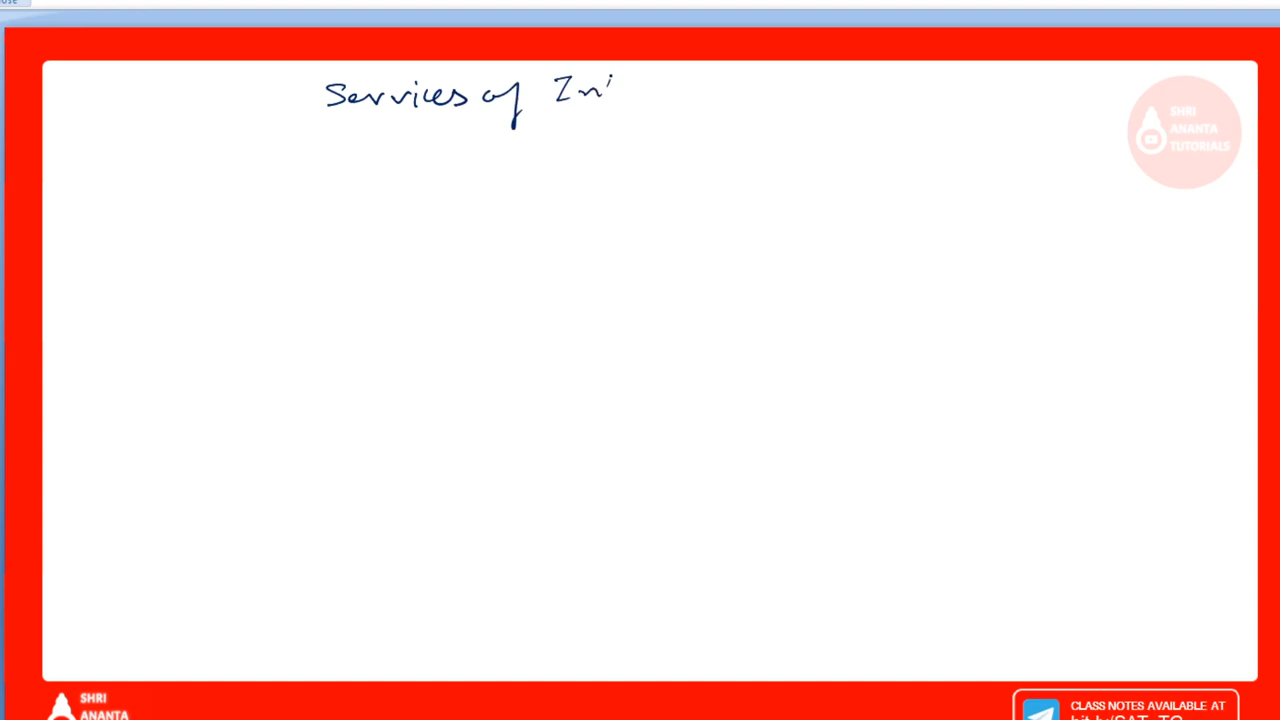 Services of In
SHRI
ANANTA
TUTORIALS
SHRI
ANANTA
CLASS NOTES AVAILABLE AT